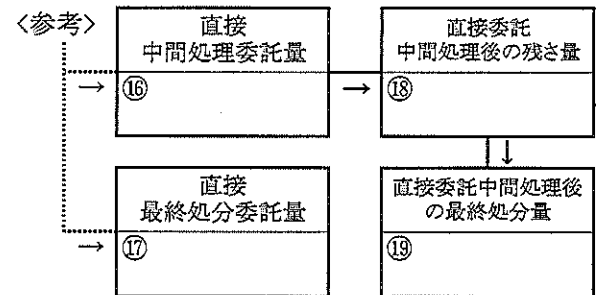 〈参考〉
直接
中間処理委託量
⑯
→
直接委託
中間処理後の残さ量
→
⑱
↓
直接
最終処分委託量
⑰
→
直接委託中間処理後
の最終処分量
⑲